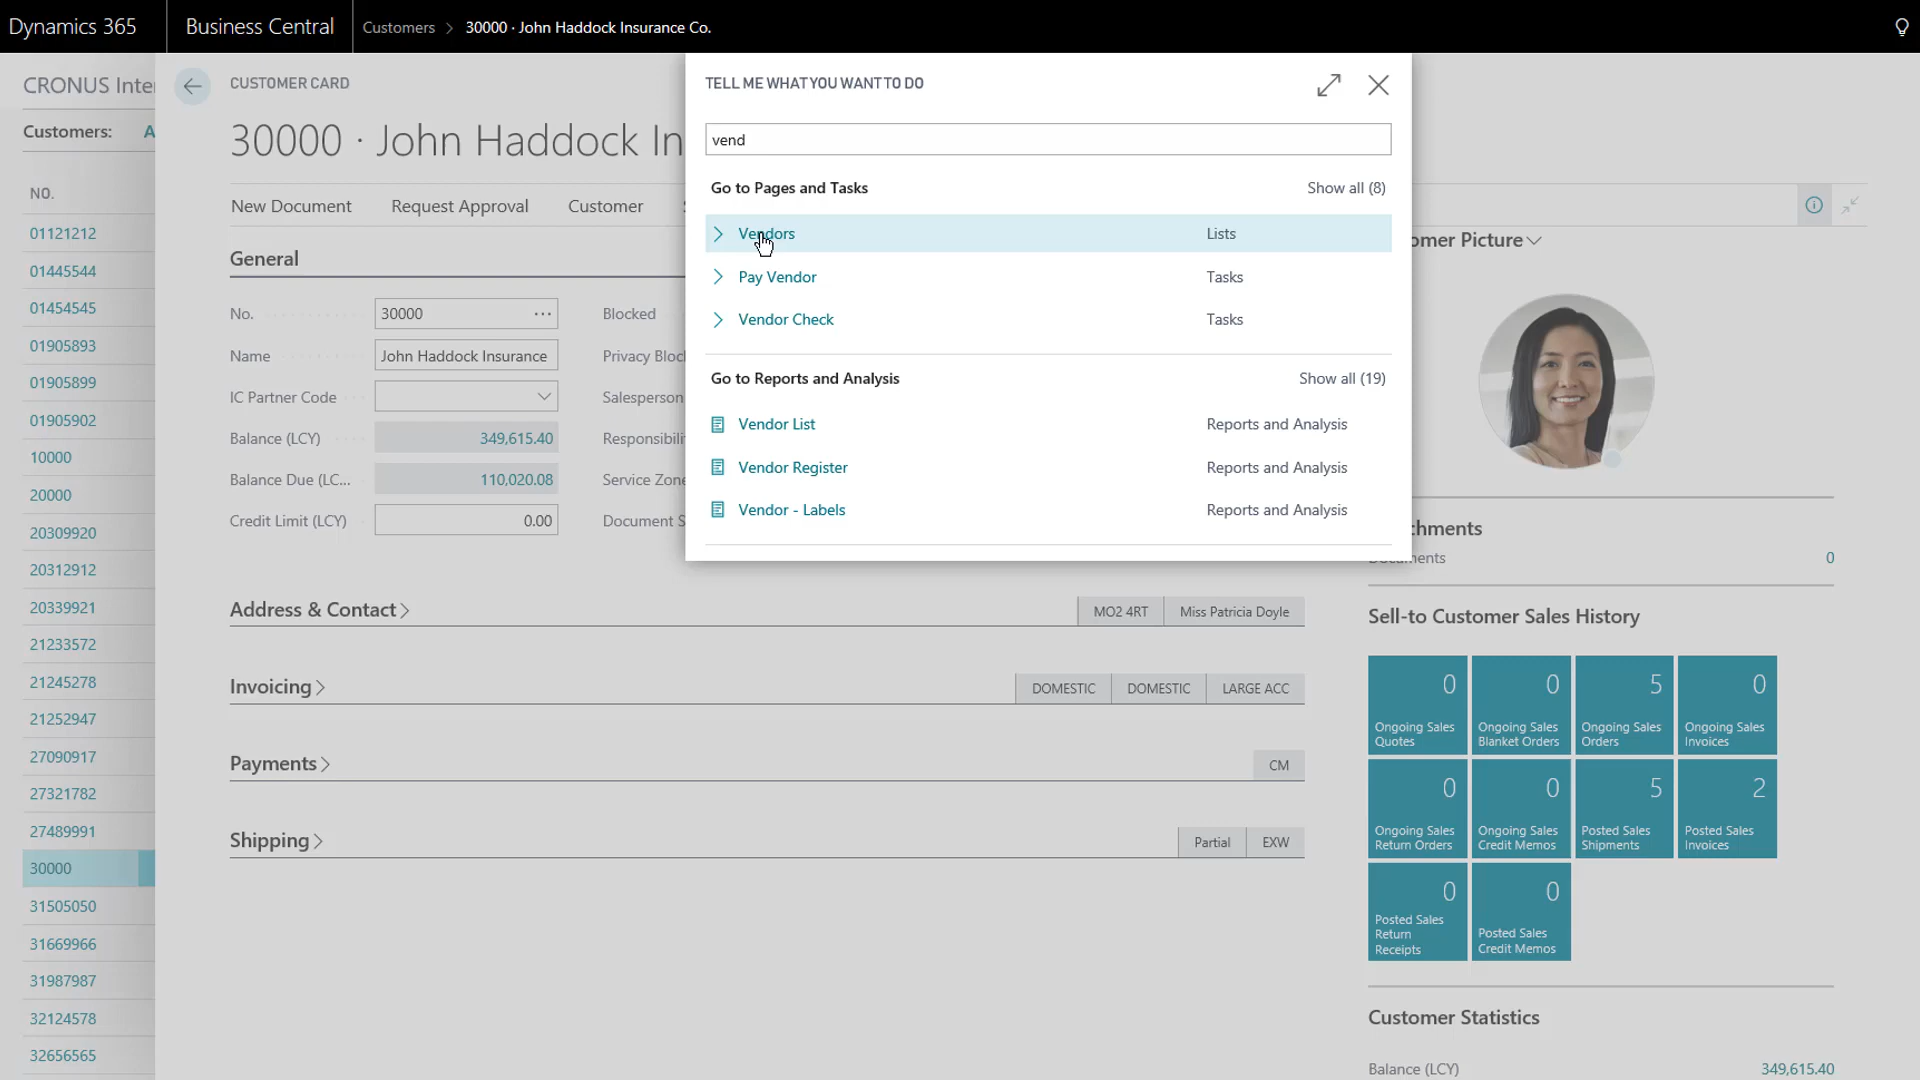 Dynamics 365
Business Central
Customers > 30000 · John Haddock Insurance Co.
CRONUS Inter
Customers: A
NO.
01121212
01445544
01454545
01905893
01905899
01905902
10000
20000
20309920
20312912
20339921
21233572
21245278
21252947
27090917
27321782
27489991
30000
31505050
31669966
31987987
32124578
32656565
CUSTOMER CARD
30000 · John Haddock In
New Document Request Approval Customer
General
No. 30000 ...
Name John Haddock Insurance
IC Partner Code
Balance (LCY) 349,615.40
Balance Due (LC... 110,020.08
Credit Limit (LCY) 0.00
Blocked
Privacy Bloc
Salesperson
Responsibili
Service Zone
Document S
Address & Contact > MO2 4RT Miss Patricia Doyle
Invoicing > DOMESTIC DOMESTIC LARGE ACC
Payments > CM
Shipping > Partial EXW
TELL ME WHAT YOU WANT TO DO
vend
Go to Pages and Tasks Show all (8)
Vendors Lists
Pay Vendor Tasks
Vendor Check Tasks
Go to Reports and Analysis Show all (19)
Vendor List Reports and Analysis
Vendor Register Reports and Analysis
Vendor - Labels Reports and Analysis
omer Picture
chments
0
Sell-to Customer Sales History
0
Ongoing Sales
Quotes
0
Ongoing Sales
Blanket Orders
5
Ongoing Sales
Orders
0
Ongoing Sales
Invoices
0
Ongoing Sales
Return Orders
0
Ongoing Sales
Credit Memos
5
Posted Sales
Shipments
2
Posted Sales
Invoices
0
Posted Sales
Return
Receipts
0
Posted Sales
Credit Memos
Customer Statistics
Balance (LCY) 349,615.40